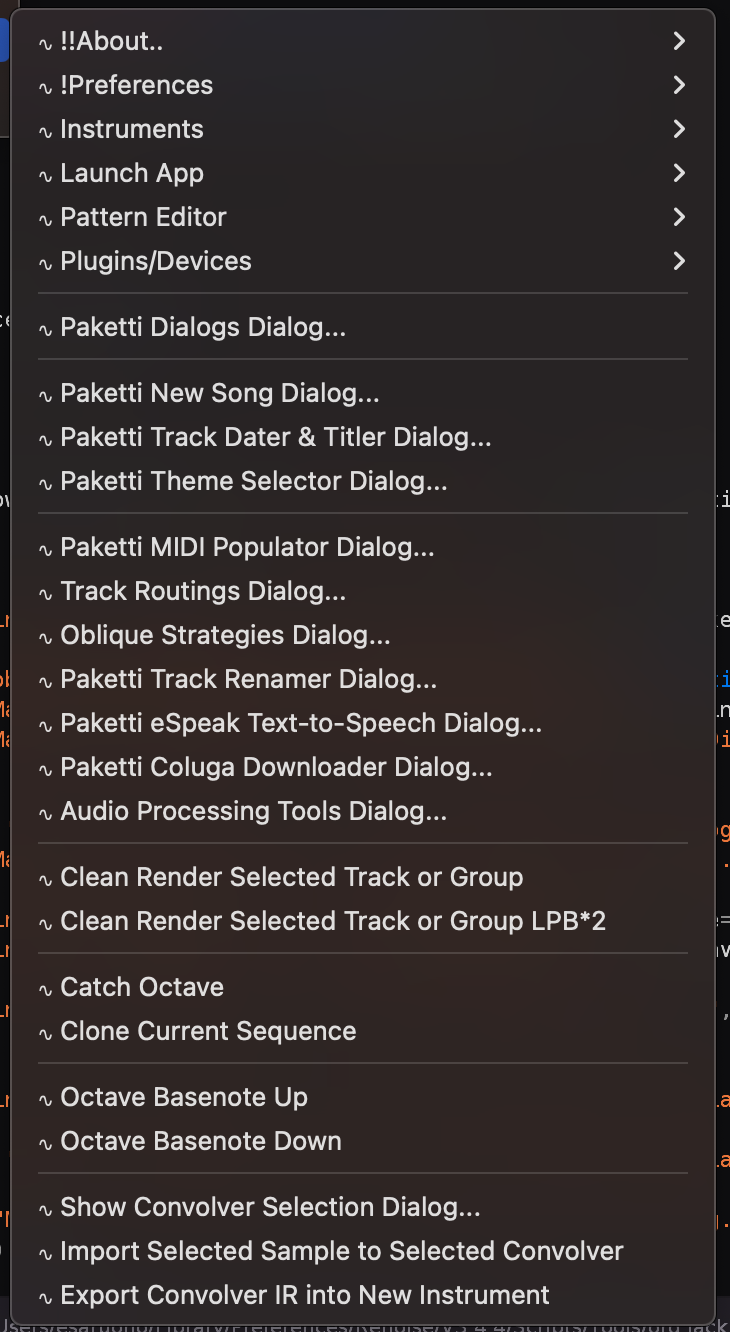 !!About..
!Preferences
Instruments
Launch App
Pattern Editor
Plugins/Devices
Paketti Dialogs Dialog...
Paketti New Song Dialog...
Paketti Track Dater & Titler Dialog...
Paketti Theme Selector Dialog...
Paketti MIDI Populator Dialog...
Track Routings Dialog...
Oblique Strategies Dialog...
Paketti Track Renamer Dialog...
Paketti eSpeak Text-to-Speech Dialog...
Paketti Coluga Downloader Dialog...
Audio Processing Tools Dialog...
Clean Render Selected Track or Group
Clean Render Selected Track or Group LPB*2
Catch Octave
Clone Current Sequence
Octave Basenote Up
Octave Basenote Down
Show Convolver Selection Dialog...
Import Selected Sample to Selected Convolver
Export Convolver IR into New Instrument